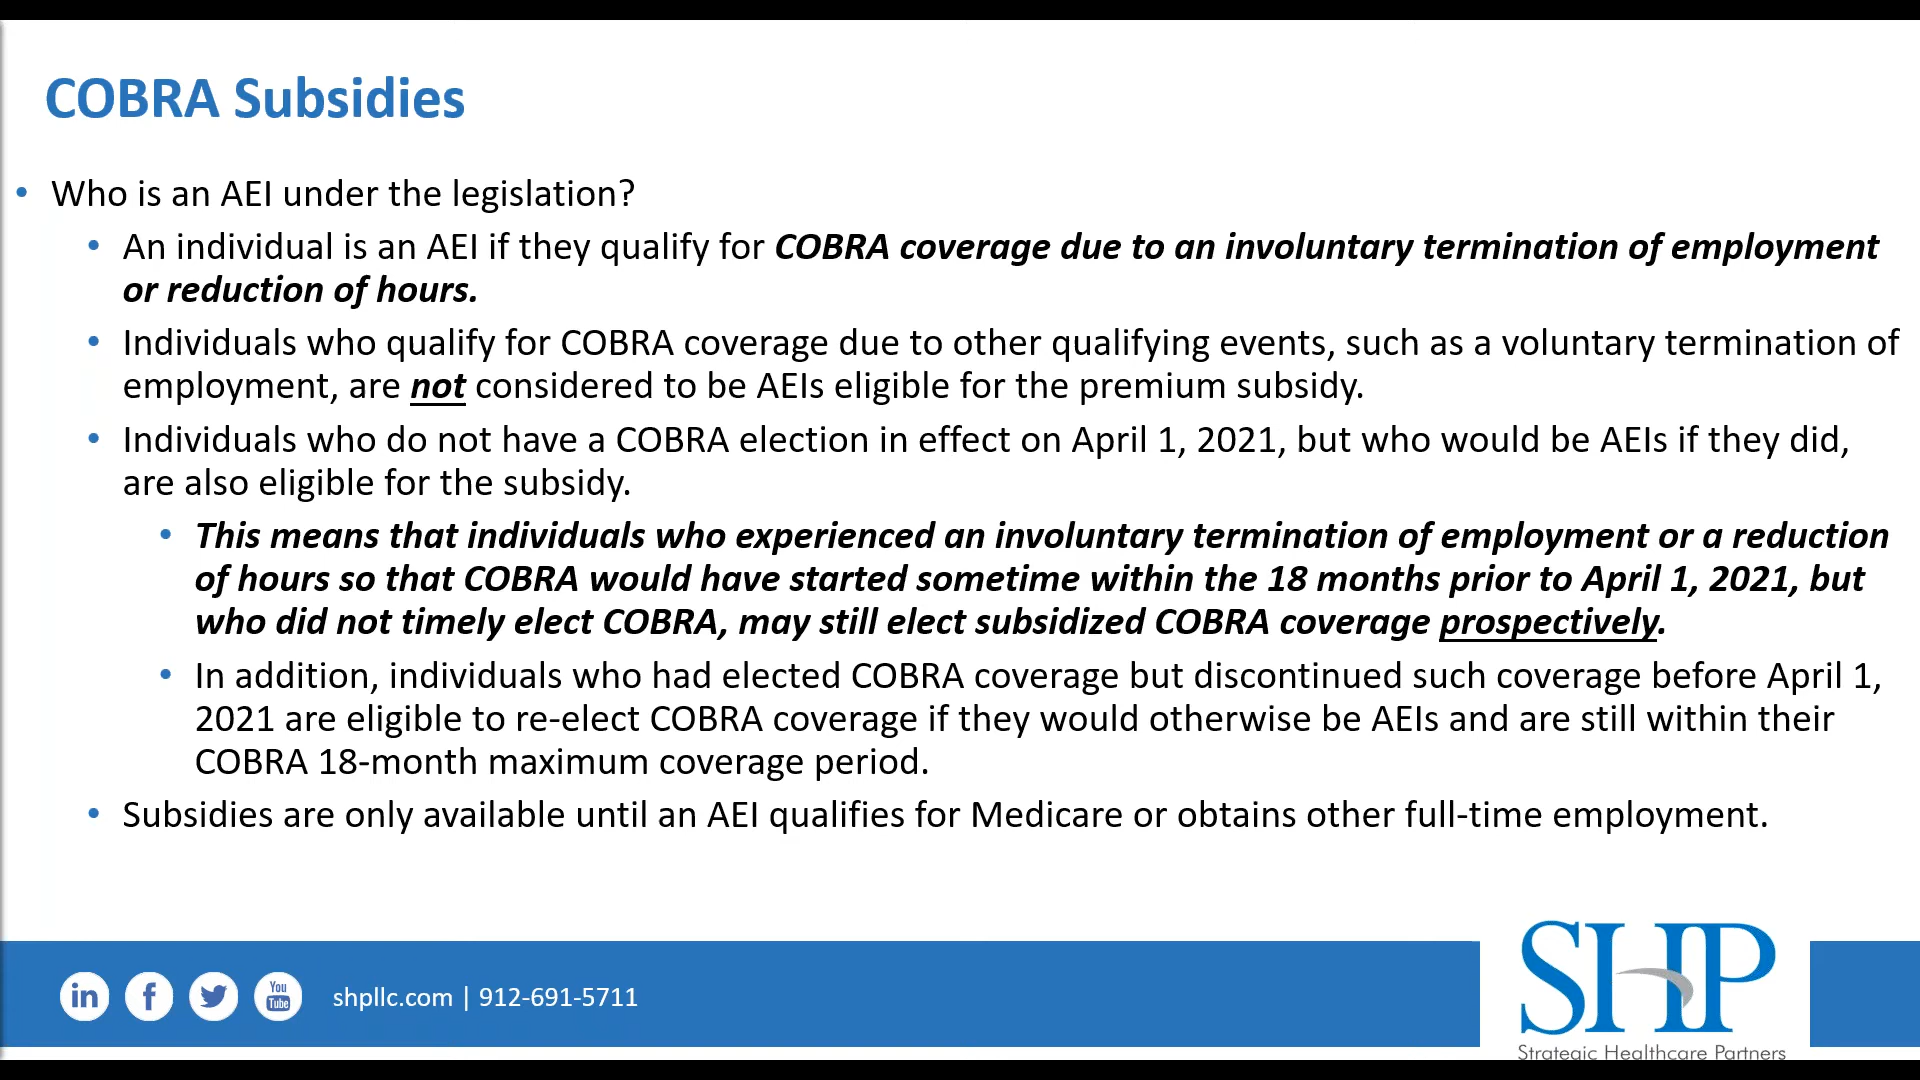 COBRA Subsidies
• Who is an AEI under the legislation?
• An individual is an AEI if they qualify for COBRA coverage due to an involuntary termination of employment
or reduction of hours.
• Individuals who qualify for COBRA coverage due to other qualifying events, such as a voluntary termination of
employment, are not considered to be AEIs eligible for the premium subsidy.
• Individuals who do not have a COBRA election in effect on April 1, 2021, but who would be AEIs if they did,
are also eligible for the subsidy.
• This means that individuals who experienced an involuntary termination of employment or a reduction
of hours so that COBRA would have started sometime within the 18 months prior to April 1, 2021, but
who did not timely elect COBRA, may still elect subsidized COBRA coverage prospectively.
• In addition, individuals who had elected COBRA coverage but discontinued such coverage before April 1,
2021 are eligible to re-elect COBRA coverage if they would otherwise be AEIs and are still within their
COBRA 18-month maximum coverage period.
• Subsidies are only available until an AEI qualifies for Medicare or obtains other full-time employment.
in f You Tube shpllc.com | 912-691-5711
SHP
Strategic Healthcare Partners